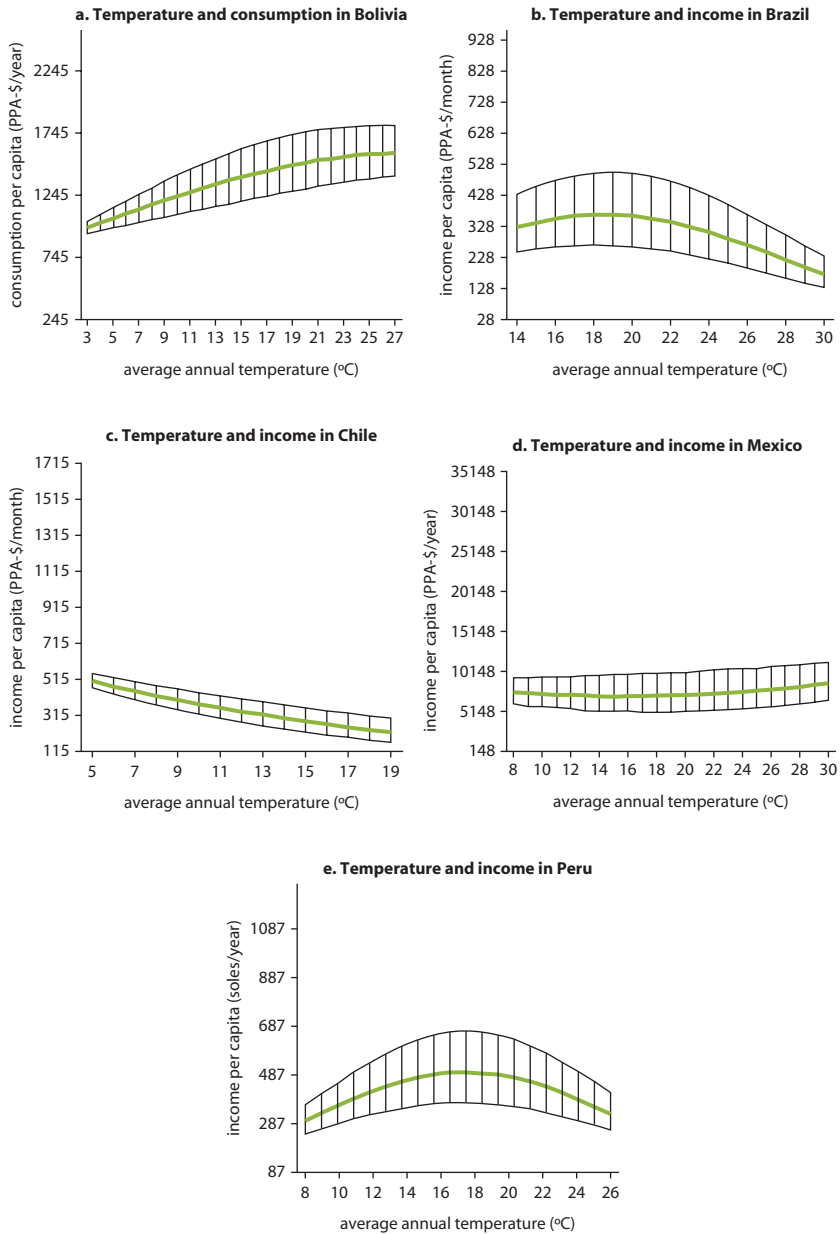 a. Temperature and consumption in Bolivia
consumption per capita (PPA-$/year)
2245
1745
1245
745
245
3 5 7 9 11 13 15 17 19 21 23 25 27
average annual temperature (ºC)
b. Temperature and income in Brazil
income per capita (PPA-$/month)
928
828
728
628
528
428
328
228
128
28
14 16 18 20 22 24 26 28 30
average annual temperature (ºC)
c. Temperature and income in Chile
income per capita (PPA-$/month)
1715
1515
1315
1115
915
715
515
315
115
5 7 9 11 13 15 17 19
average annual temperature (ºC)
d. Temperature and income in Mexico
income per capita (PPA-$/year)
35148
30148
25148
20148
15148
10148
5148
148
8 10 12 14 16 18 20 22 24 26 28 30
average annual temperature (ºC)
e. Temperature and income in Peru
income per capita (soles/year)
1087
887
687
487
287
87
8 10 12 14 16 18 20 22 24 26
average annual temperature (ºC)